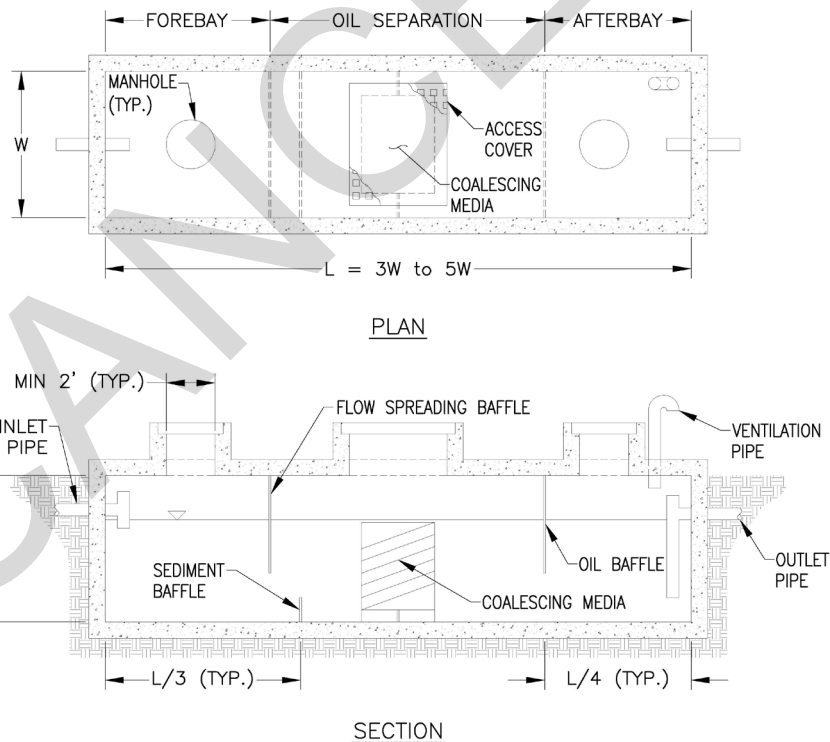 FOREBAY
OIL SEPARATION
AFTERBAY
MANHOLE
(TYP.)
W
ACCESS
COVER
COALESCING
MEDIA
L = 3W to 5W
PLAN
MIN 2' (TYP.)
INLET
PIPE
FLOW SPREADING BAFFLE
VENTILATION
PIPE
SEDIMENT
BAFFLE
OIL BAFFLE
OUTLET
PIPE
COALESCING MEDIA
L/3 (TYP.)
L/4 (TYP.)
SECTION